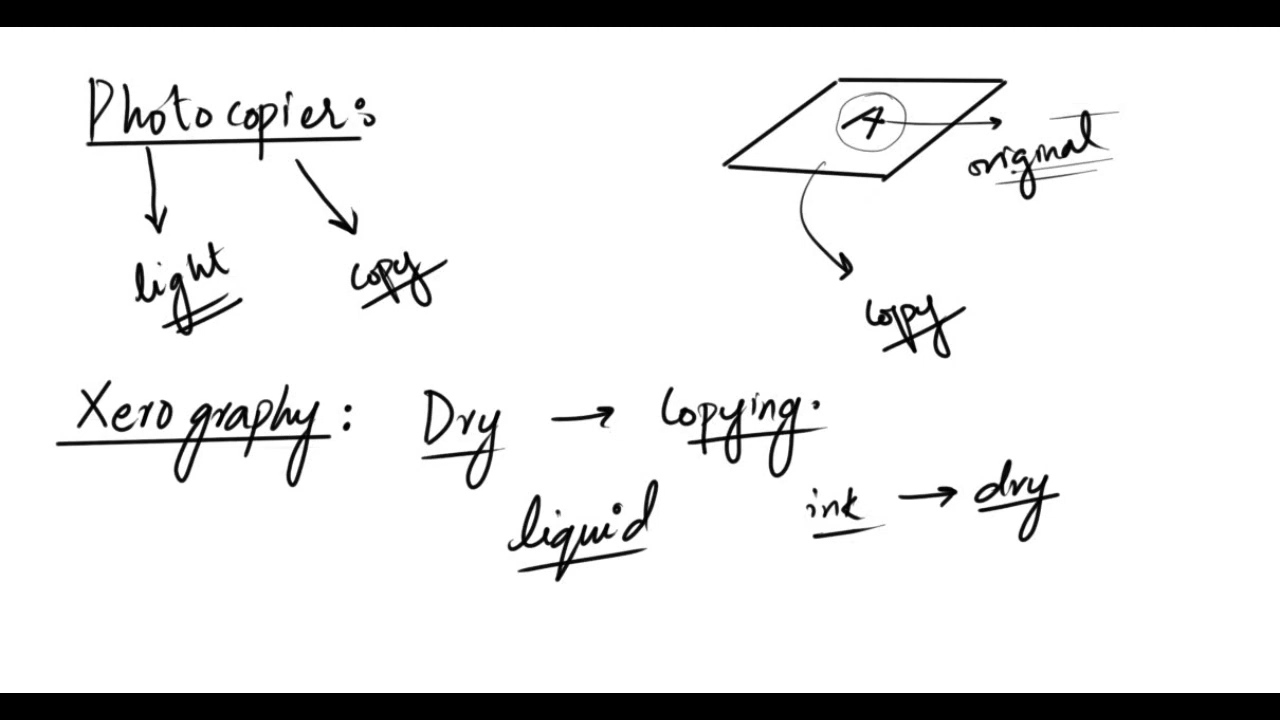 Photocopier:
light copy
A original
copy
Xerography: Dry → Copying.
liquid ink → dry